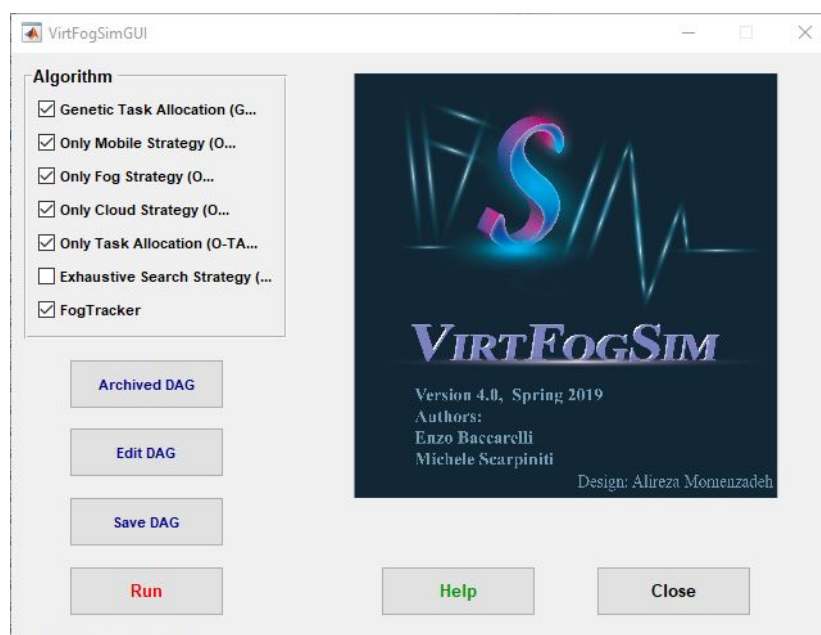 VirtFogSimGUI
Algorithm
Genetic Task Allocation (G...
Only Mobile Strategy (O...
Only Fog Strategy (O...
Only Cloud Strategy (O...
Only Task Allocation (O-TA...
Exhaustive Search Strategy (...
FogTracker
Archived DAG
Edit DAG
Save DAG
Run
S
VIRTFOGSIM
Version 4.0, Spring 2019
Authors:
Enzo Baccarelli
Michele Scarpiniti
Design: Alireza Momenzadeh
Help
Close